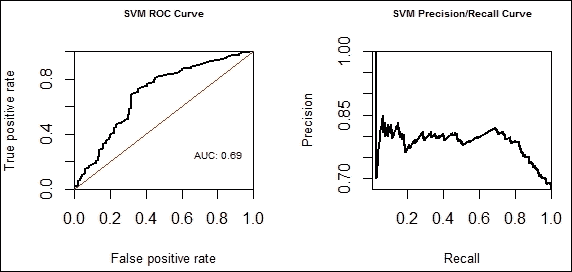 SVM ROC Curve
True positive rate
0.0 0.4 0.8
AUC: 0.69
0.0 0.2 0.4 0.6 0.8 1.0
False positive rate
SVM Precision/Recall Curve
Precision
0.70 0.85 1.00
0.2 0.4 0.6 0.8 1.0
Recall